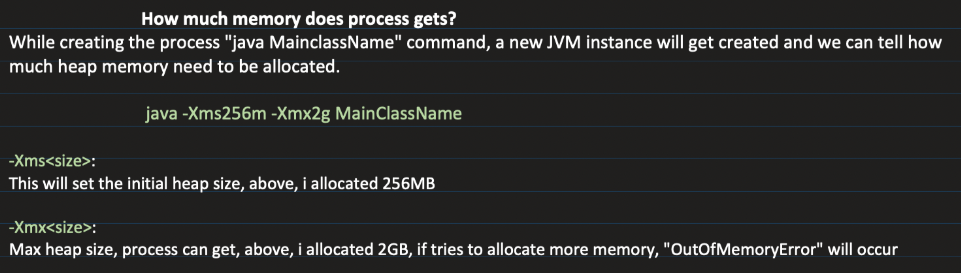 How much memory does process gets?
While creating the process "java MainclassName" command, a new JVM instance will get created and we can tell how
much heap memory need to be allocated.
java -Xms256m -Xmx2g MainClassName
-Xms<size>:
This will set the initial heap size, above, i allocated 256MB
-Xmx<size>:
Max heap size, process can get, above, i allocated 2GB, if tries to allocate more memory, "OutOfMemoryError" will occur